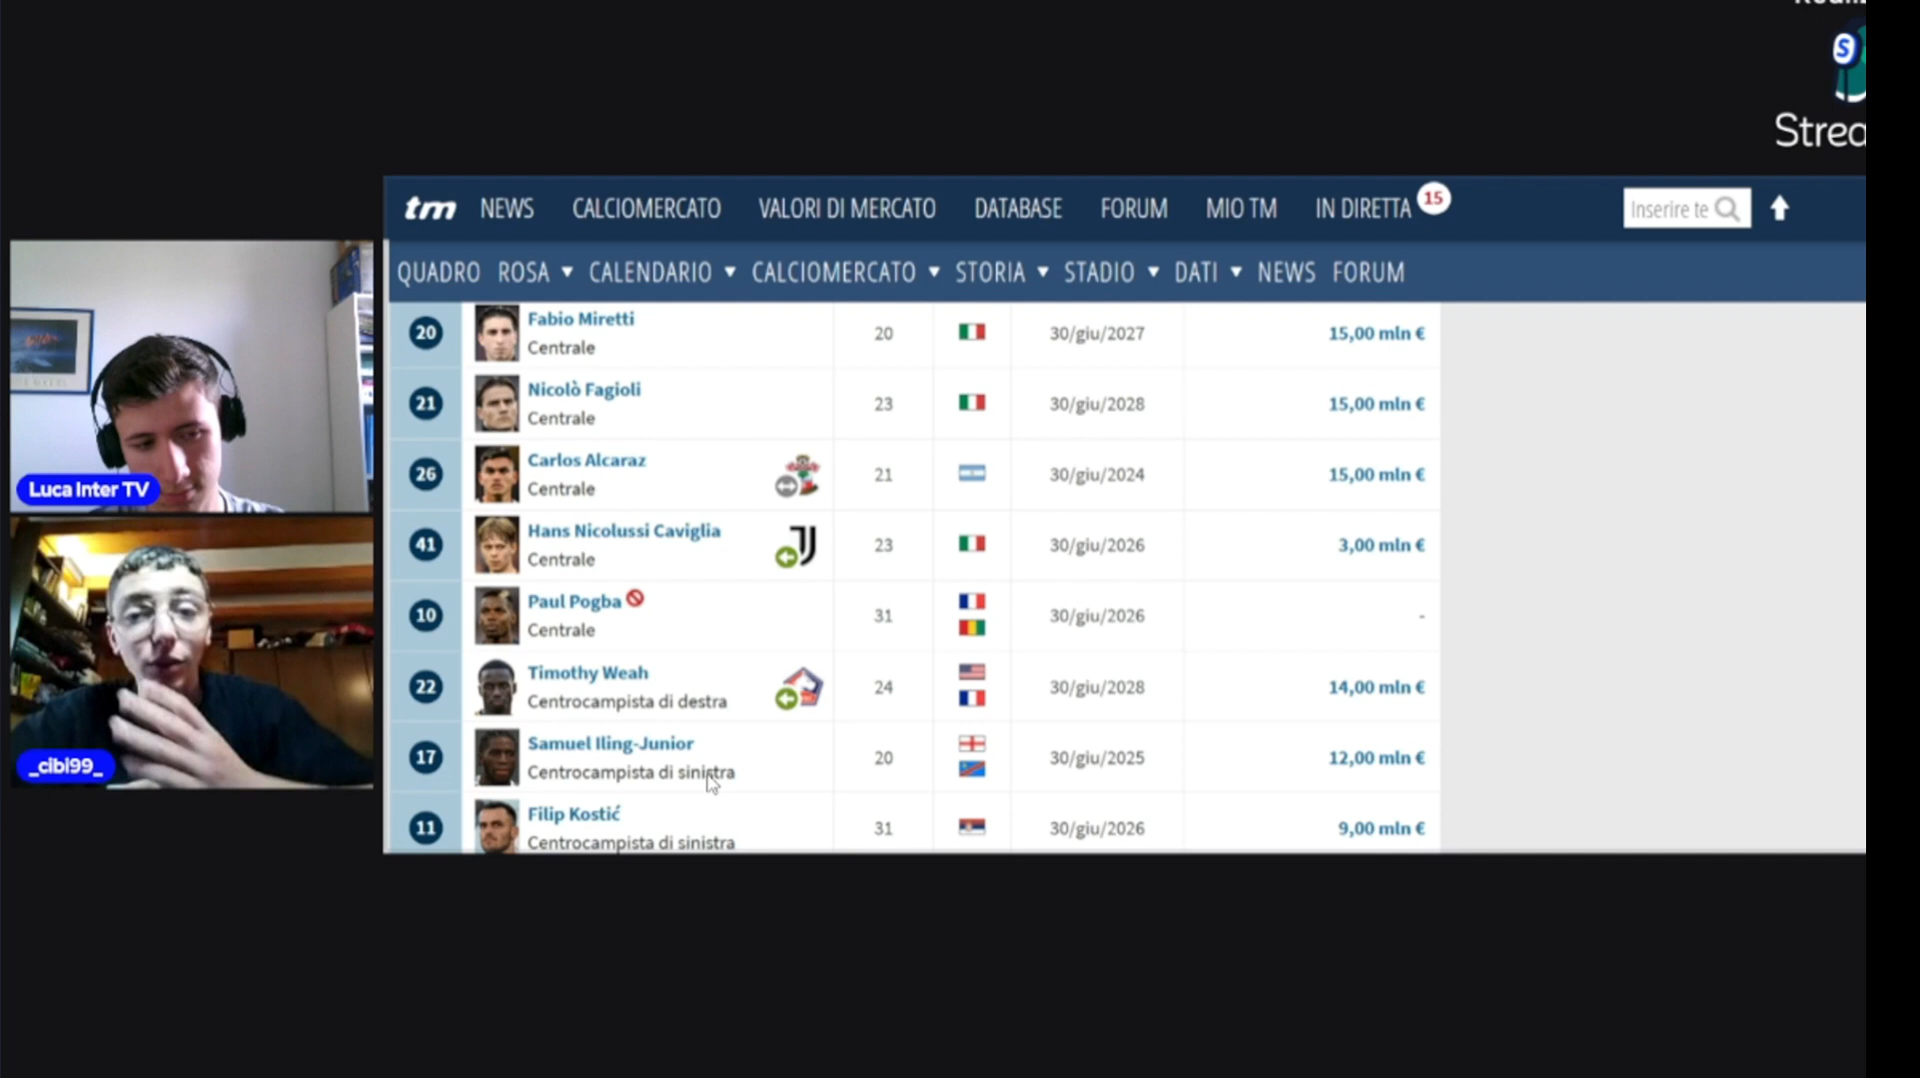 S
tm NEWS CALCIOMERCATO VALORI DI MERCATO DATABASE FORUM MIO TM IN DIRETTA 15 Inserire te
QUADRO ROSA CALENDARIO CALCIOMERCATO STORIA STADIO DATI NEWS FORUM
20 Fabio Miretti 20 30/giu/2027 15,00 mln €
Centrale
21 Nicolò Fagioli 23 30/giu/2028 15,00 mln €
Centrale
26 Carlos Alcaraz 21 30/giu/2024 15,00 mln €
Centrale
41 Hans Nicolussi Caviglia 23 30/giu/2026 3,00 mln €
Centrale
10 Paul Pogba 31 30/giu/2026 -
Centrale
22 Timothy Weah 24 30/giu/2028 14,00 mln €
Centrocampista di destra
17 Samuel Iling-Junior 20 30/giu/2025 12,00 mln €
Centrocampista di sinistra
11 Filip Kostić 31 30/giu/2026 9,00 mln €
Centrocampista di sinistra
Luca Inter TV
_cibi99_